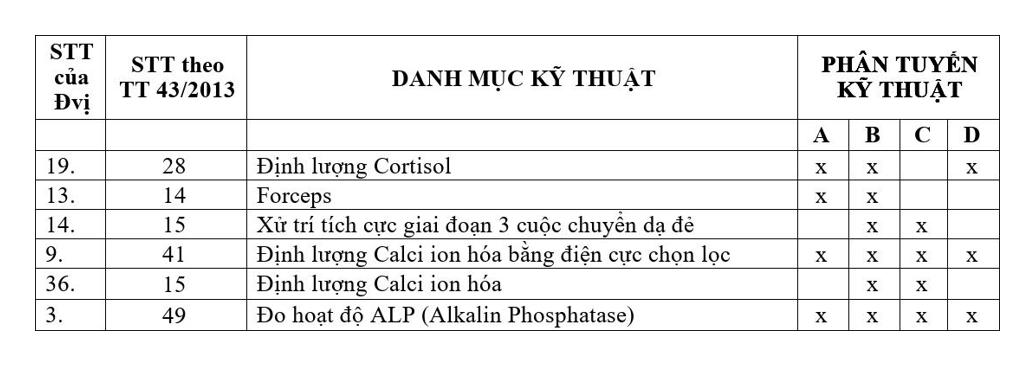 STT của Đvị | STT theo TT 43/2013 | DANH MỤC KỸ THUẬT | PHÂN TUYẾN KỸ THUẬT
A | B | C | D
19. | 28 | Định lượng Cortisol | x | x | | x
13. | 14 | Forceps | x | x | |
14. | 15 | Xử trí tích cực giai đoạn 3 cuộc chuyển dạ đẻ | | x | x |
9. | 41 | Định lượng Calci ion hóa bằng điện cực chọn lọc | x | x | x | x
36. | 15 | Định lượng Calci ion hóa | | x | x |
3. | 49 | Đo hoạt độ ALP (Alkalin Phosphatase) | x | x | x | x